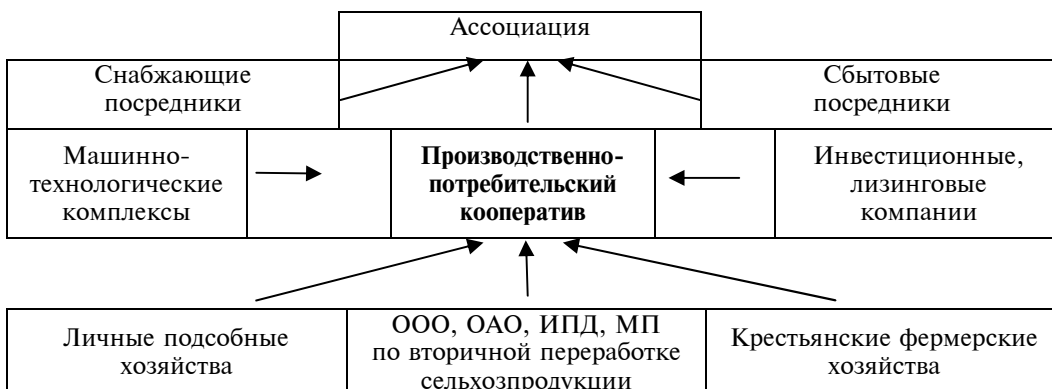 Ассоциация
Снабжающие
посредники
Сбытовые
посредники
Машинно-
технологические
комплексы
Производственно-
потребительский
кооператив
Инвестиционные,
лизинговые
компании
Личные подсобные
хозяйства
ООО, ОАО, ИПД, МП
по вторичной переработке
сельхозпродукции
Крестьянские фермерские
хозяйства